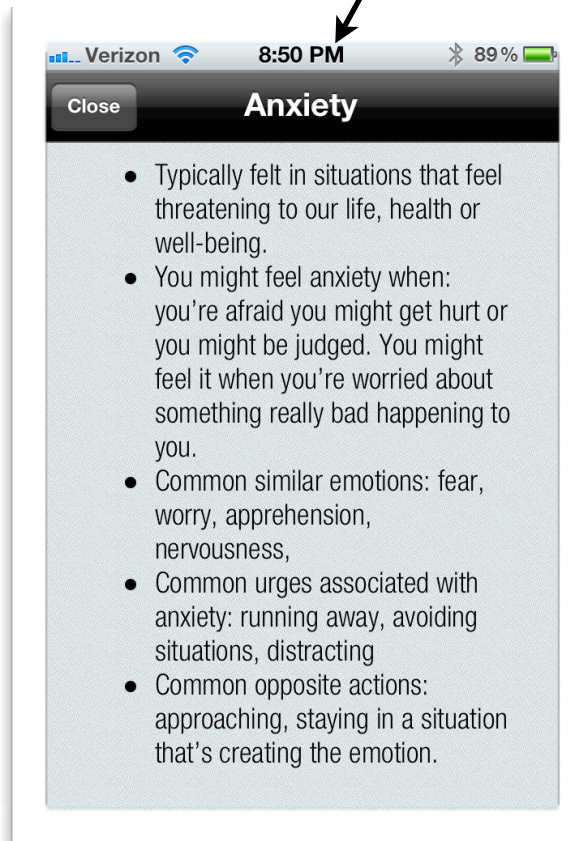 Verizon 8:50 PM 89%
Close Anxiety
• Typically felt in situations that feel
threatening to our life, health or
well-being.
• You might feel anxiety when:
you’re afraid you might get hurt or
you might be judged. You might
feel it when you’re worried about
something really bad happening to
you.
• Common similar emotions: fear,
worry, apprehension,
nervousness,
• Common urges associated with
anxiety: running away, avoiding
situations, distracting
• Common opposite actions:
approaching, staying in a situation
that’s creating the emotion.